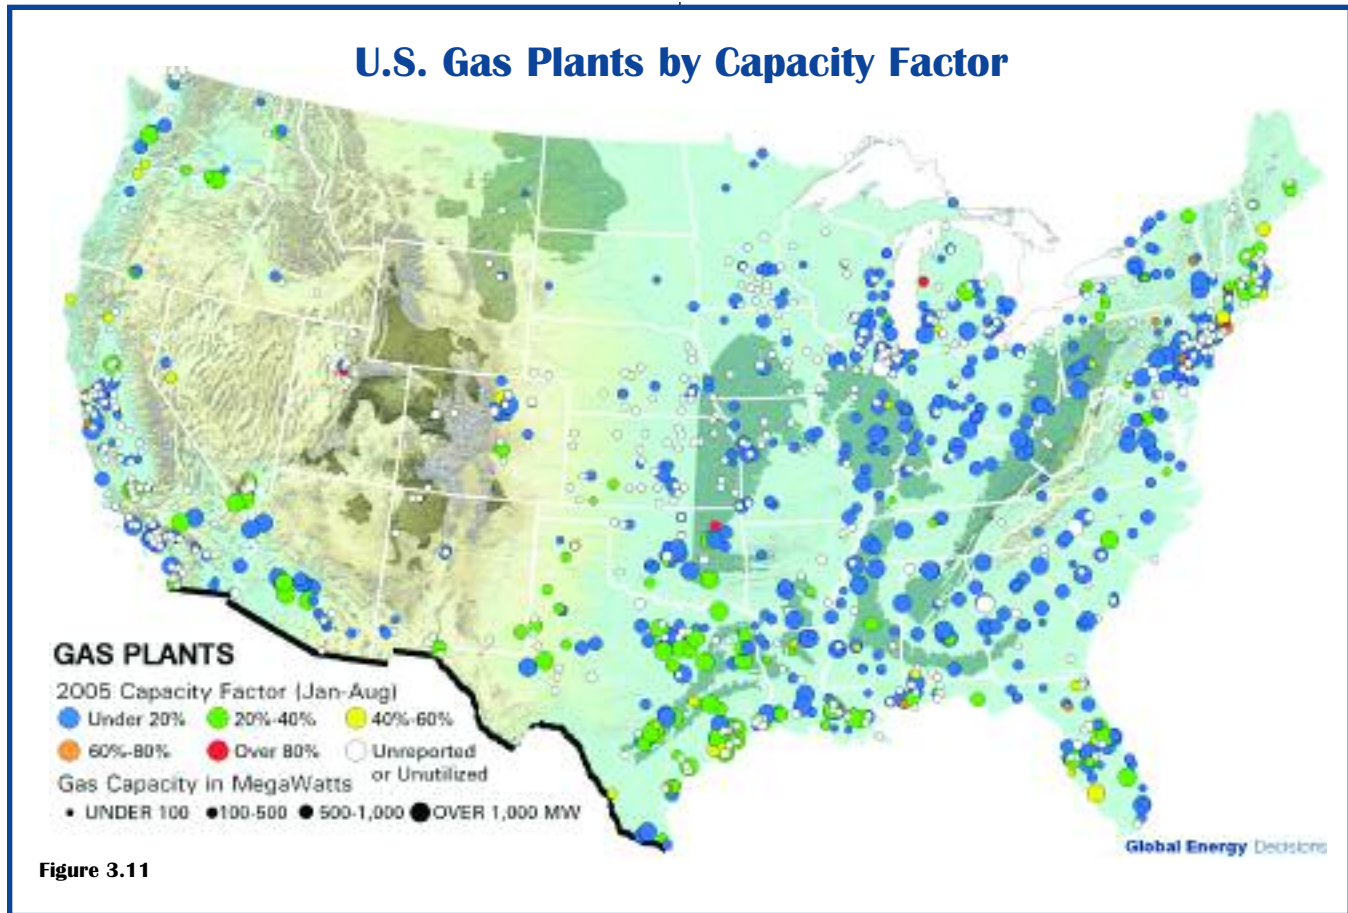 U.S. Gas Plants by Capacity Factor
GAS PLANTS
2005 Capacity Factor (Jan-Aug)
Under 20% 20%-40% 40%-60%
60%-80% Over 80% Unreported
or Unutilized
Gas Capacity in MegaWatts
UNDER 100 100-500 500-1,000 OVER 1,000 MW
Global Energy Decisions
Figure 3.11